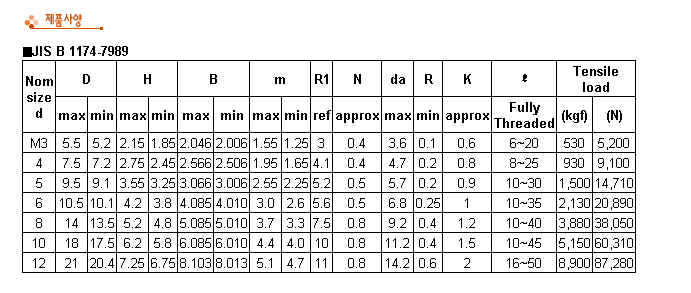 제품사양
■JIS B 1174-7989
Nom size d D H B m R1 N da R K ℓ Tensile load
max min max min max min max min ref approx max min approx Fully Threaded (kgf) (N)
M3 5.5 5.2 2.15 1.85 2.046 2.006 1.55 1.25 3 0.4 3.6 0.1 0.6 6~20 530 5,200
4 7.5 7.2 2.75 2.45 2.566 2.506 1.95 1.65 4.1 0.4 4.7 0.2 0.8 8~25 930 9,100
5 9.5 9.1 3.55 3.25 3.066 3.006 2.55 2.25 5.2 0.5 5.7 0.2 0.9 10~30 1,500 14,710
6 10.5 10.1 4.2 3.8 4.085 4.010 3.0 2.6 5.6 0.5 6.8 0.25 1 10~35 2,130 20,890
8 14 13.5 5.2 4.8 5.085 5.010 3.7 3.3 7.5 0.8 9.2 0.4 1.2 10~40 3,880 38,050
10 18 17.5 6.2 5.8 6.085 6.010 4.4 4.0 10 0.8 11.2 0.4 1.5 10~45 5,150 60,310
12 21 20.4 7.25 6.75 8.103 8.013 5.1 4.7 11 0.8 14.2 0.6 2 16~50 8,900 87,280